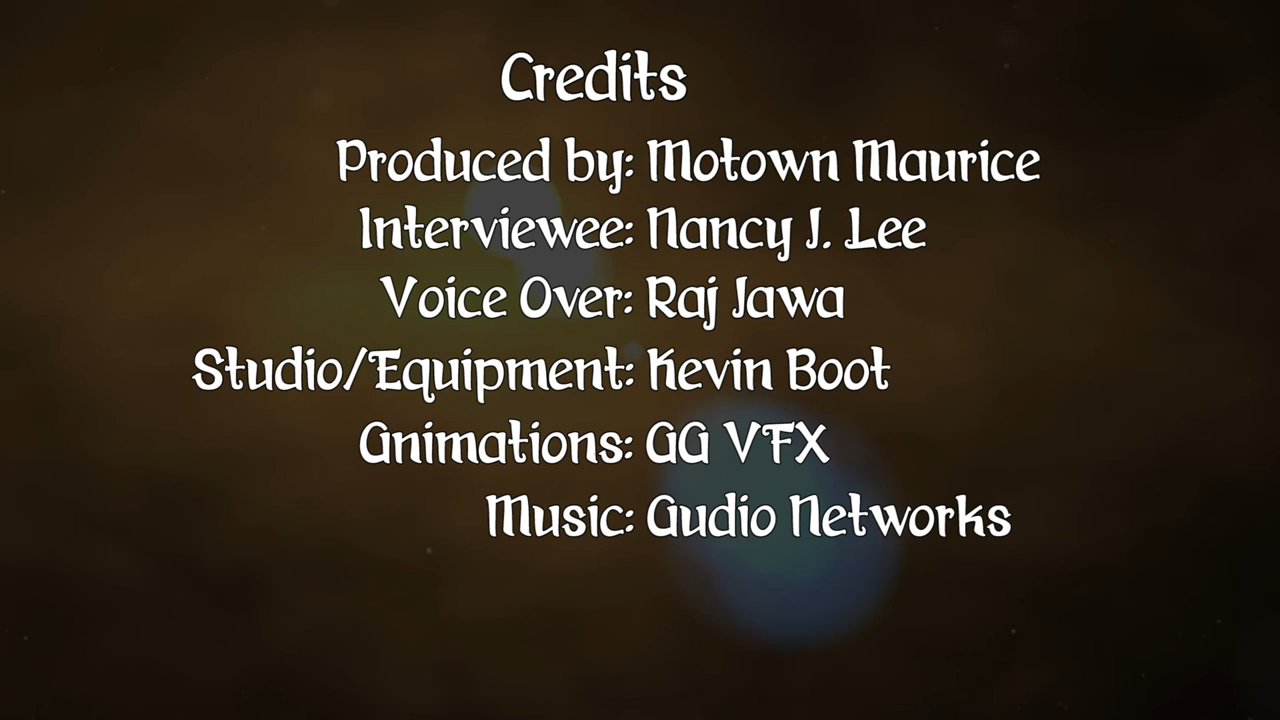 Credits
Produced by: Motown Maurice
Interviewee: Nancy J. Lee
Voice Over: Raj Jawa
Studio/Equipment: Kevin Boot
Animations: AA VFX
Music: Audio Networks